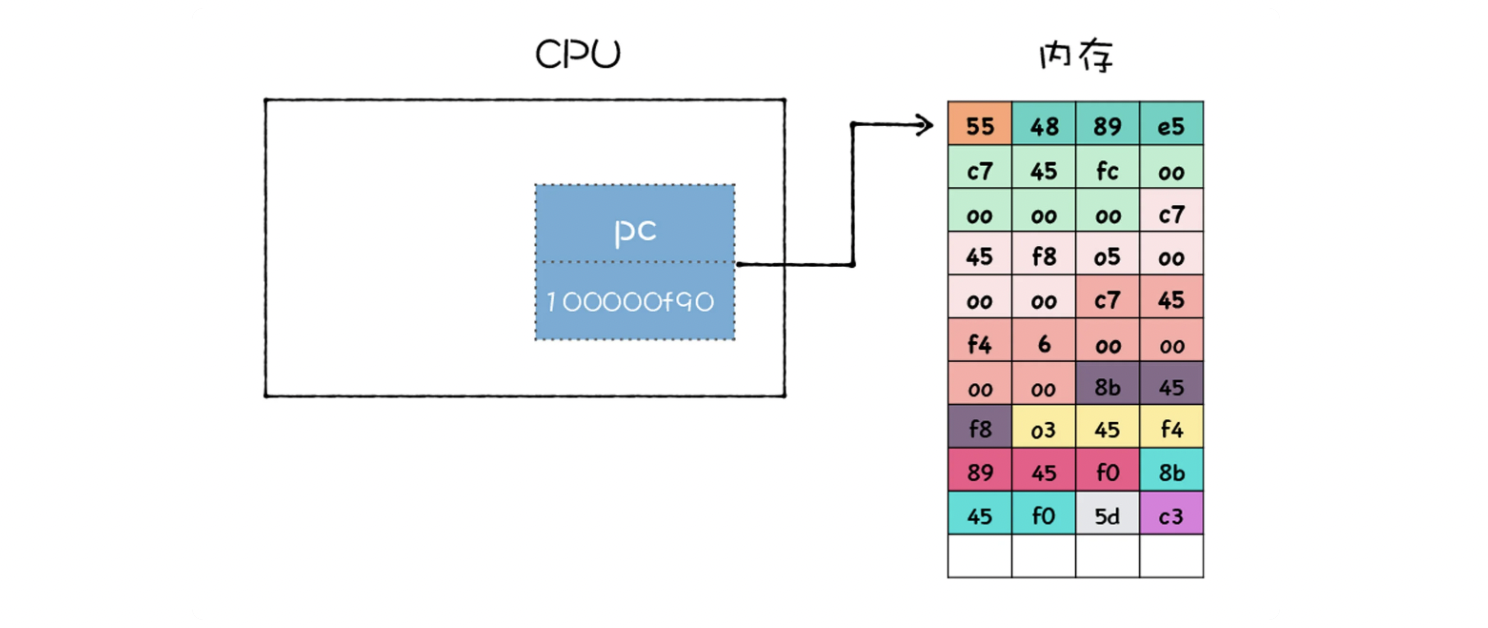 CPU
内存
pc
100000f90
55 48 89 e5
c7 45 fc 00
00 00 00 c7
45 f8 05 00
00 00 c7 45
f4 6 00 00
00 00 8b 45
f8 03 45 f4
89 45 f0 8b
45 f0 5d c3